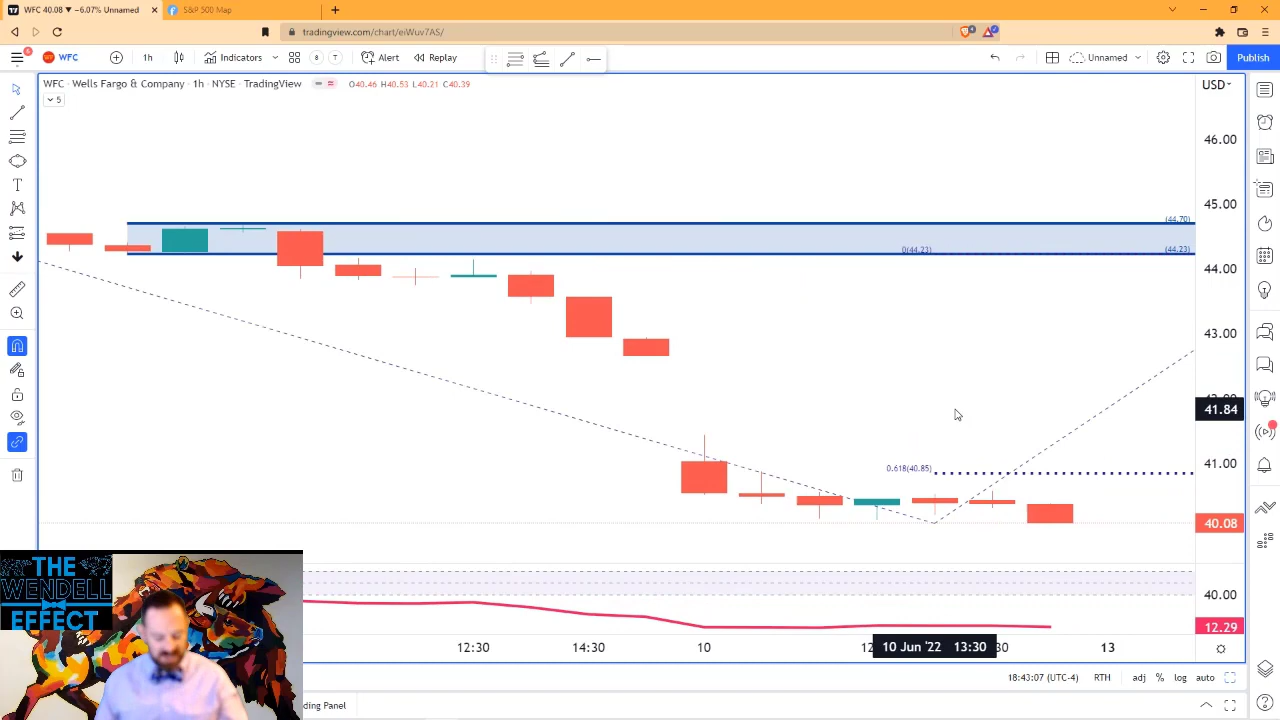 WFC 40.08 ▼ −6.07% Unnamed
S&P 500 Map
tradingview.com/chart/eiWuv7AS/
WFC
1h
Indicators
Alert
Replay
Unnamed
Publish
WFC · Wells Fargo & Company · 1h · NYSE · TradingView
O40.46 H40.53 L40.21 C40.39
USD
5
46.00
45.00
(44.70)
0(44.23)
(44.23)
44.00
43.00
41.84
41.00
0.618(40.85)
40.08
THE
WENDELL
EFFECT
40.00
12.29
12:30
14:30
10
10 Jun '22 13:30
13
18:43:07 (UTC-4)
RTH
adj
%
log
auto
ding Panel